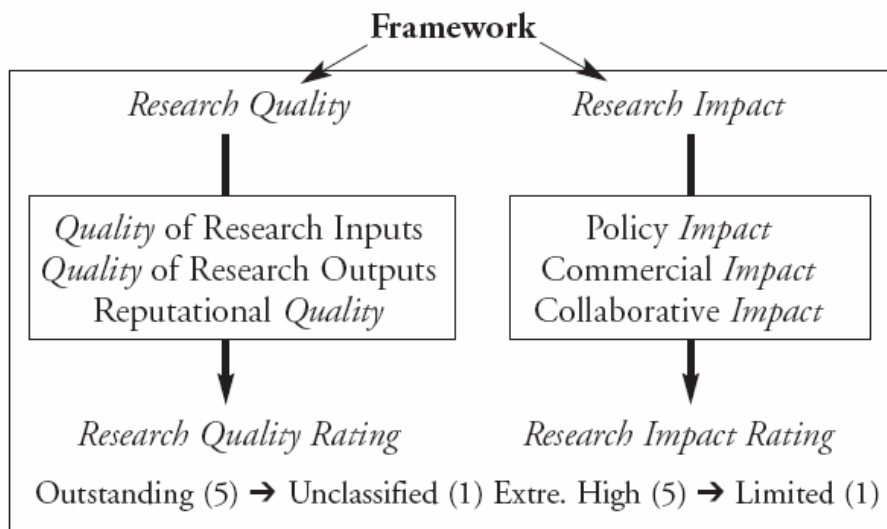 Framework
Research Quality
Research Impact
Quality of Research Inputs
Quality of Research Outputs
Reputational Quality
Policy Impact
Commercial Impact
Collaborative Impact
Research Quality Rating
Research Impact Rating
Outstanding (5) ➔ Unclassified (1) Extre. High (5) ➔ Limited (1)